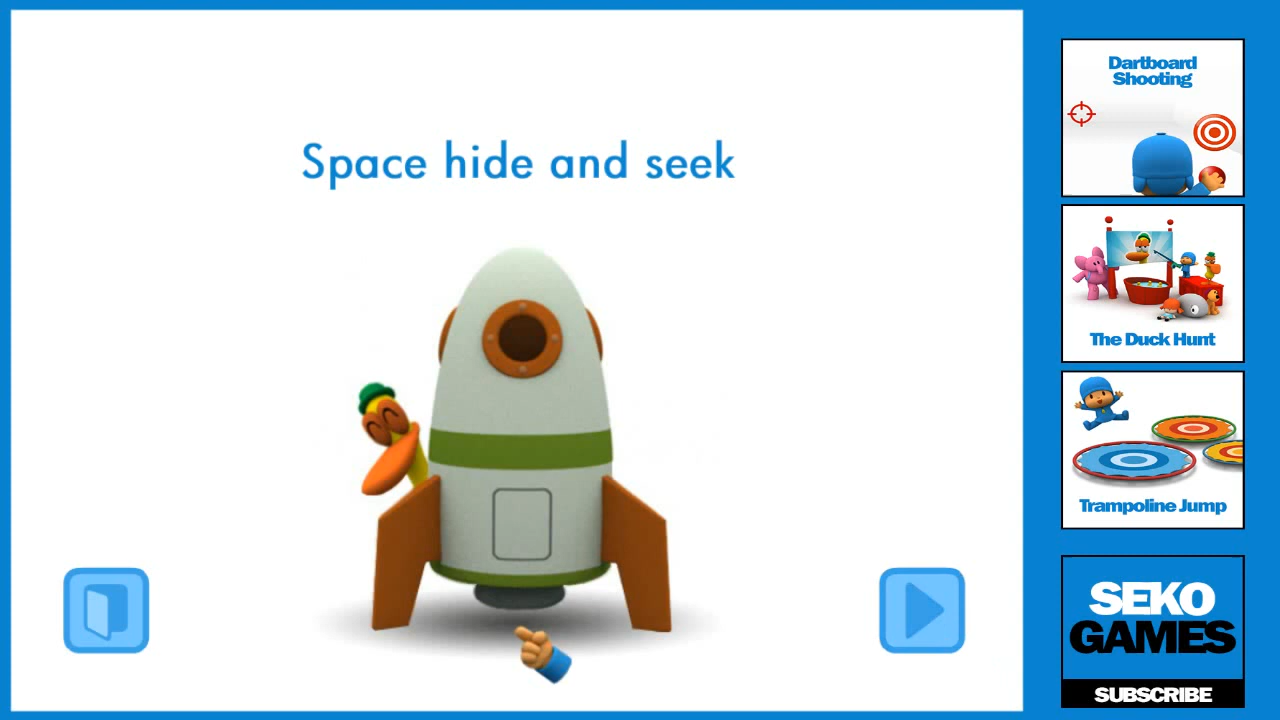 Space hide and seek
Dartboard
Shooting
The Duck Hunt
Trampoline Jump
SEKO
GAMES
SUBSCRIBE